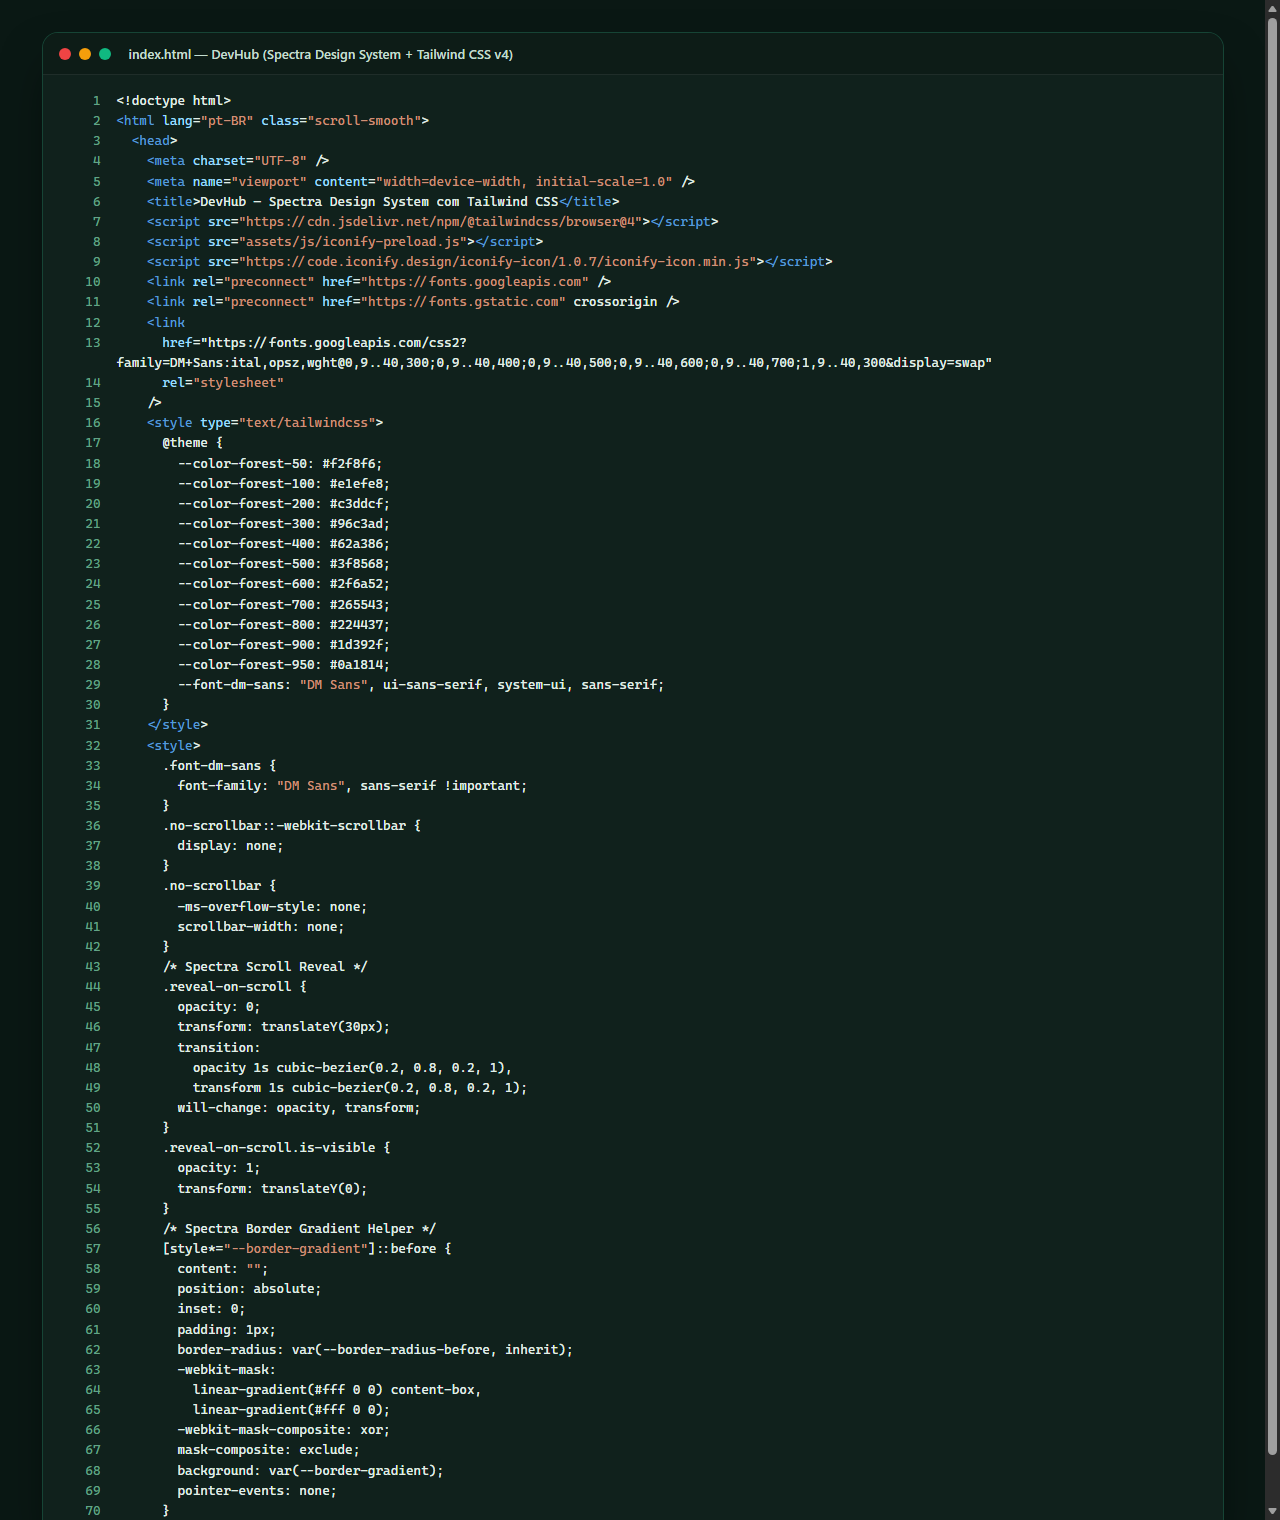 index.html — DevHub (Spectra Design System + Tailwind CSS v4)
1 <!doctype html>
2 <html lang="pt-BR" class="scroll-smooth">
3 <head>
4 <meta charset="UTF-8" />
5 <meta name="viewport" content="width=device-width, initial-scale=1.0" />
6 <title>DevHub — Spectra Design System com Tailwind CSS</title>
7 <script src="https://cdn.jsdelivr.net/npm/@tailwindcss/browser@4"></script>
8 <script src="assets/js/iconify-preload.js"></script>
9 <script src="https://code.iconify.design/iconify-icon/1.0.7/iconify-icon.min.js"></script>
10 <link rel="preconnect" href="https://fonts.googleapis.com" />
11 <link rel="preconnect" href="https://fonts.gstatic.com" crossorigin />
12 <link
13 href="https://fonts.googleapis.com/css2?
family=DM+Sans:ital,opsz,wght@0,9..40,300;0,9..40,400;0,9..40,500;0,9..40,600;0,9..40,700;1,9..40,300&display=swap"
14 rel="stylesheet"
15 />
16 <style type="text/tailwindcss">
17 @theme {
18 --color-forest-50: #f2f8f6;
19 --color-forest-100: #e1efe8;
20 --color-forest-200: #c3ddcf;
21 --color-forest-300: #96c3ad;
22 --color-forest-400: #62a386;
23 --color-forest-500: #3f8568;
24 --color-forest-600: #2f6a52;
25 --color-forest-700: #265543;
26 --color-forest-800: #224437;
27 --color-forest-900: #1d392f;
28 --color-forest-950: #0a1814;
29 --font-dm-sans: "DM Sans", ui-sans-serif, system-ui, sans-serif;
30 }
31 </style>
32 <style>
33 .font-dm-sans {
34 font-family: "DM Sans", sans-serif !important;
35 }
36 .no-scrollbar::-webkit-scrollbar {
37 display: none;
38 }
39 .no-scrollbar {
40 -ms-overflow-style: none;
41 scrollbar-width: none;
42 }
43 /* Spectra Scroll Reveal */
44 .reveal-on-scroll {
45 opacity: 0;
46 transform: translateY(30px);
47 transition:
48 opacity 1s cubic-bezier(0.2, 0.8, 0.2, 1),
49 transform 1s cubic-bezier(0.2, 0.8, 0.2, 1);
50 will-change: opacity, transform;
51 }
52 .reveal-on-scroll.is-visible {
53 opacity: 1;
54 transform: translateY(0);
55 }
56 /* Spectra Border Gradient Helper */
57 [style*="--border-gradient"]::before {
58 content: "";
59 position: absolute;
60 inset: 0;
61 padding: 1px;
62 border-radius: var(--border-radius-before, inherit);
63 -webkit-mask:
64 linear-gradient(#fff 0 0) content-box,
65 linear-gradient(#fff 0 0);
66 -webkit-mask-composite: xor;
67 mask-composite: exclude;
68 background: var(--border-gradient);
69 pointer-events: none;
70 }